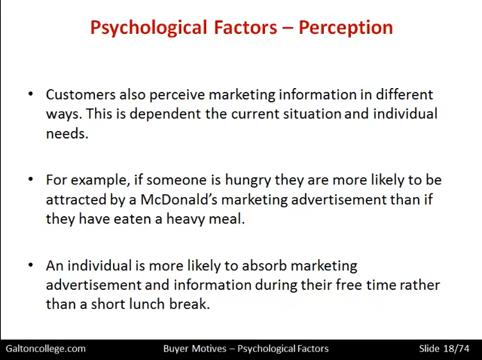 Psychological Factors – Perception
• Customers also perceive marketing information in different
ways. This is dependent the current situation and individual
needs.
• For example, if someone is hungry they are more likely to be
attracted by a McDonald's marketing advertisement than if
they have eaten a heavy meal.
• An individual is more likely to absorb marketing
advertisement and information during their free time rather
than a short lunch break.
Galtoncollege.com Buyer Motives – Psychological Factors Slide 18/74